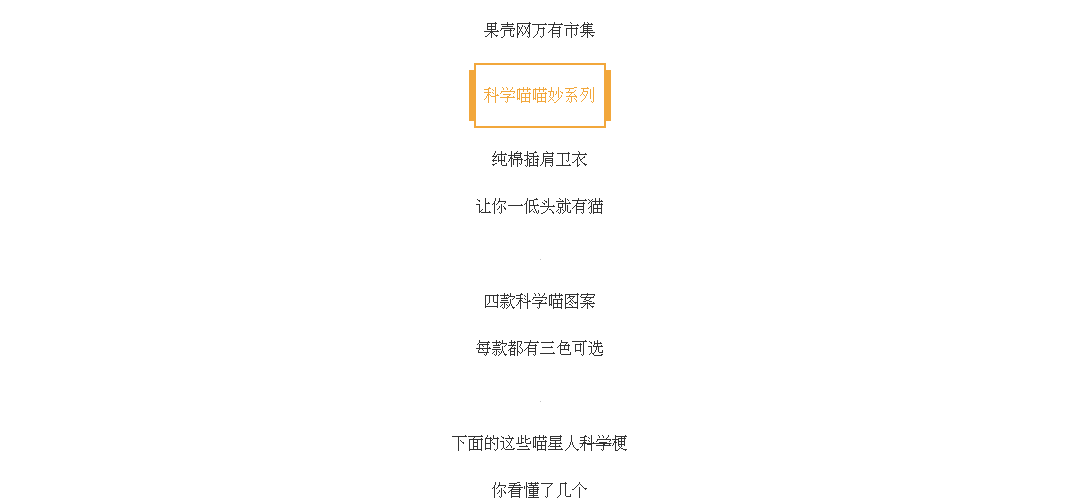 果壳网万有市集
科学喵喵妙系列
纯棉插肩卫衣
让你一低头就有猫
四款科学喵图案
每款都有三色可选
下面的这些喵星人科学梗
你看懂了几个